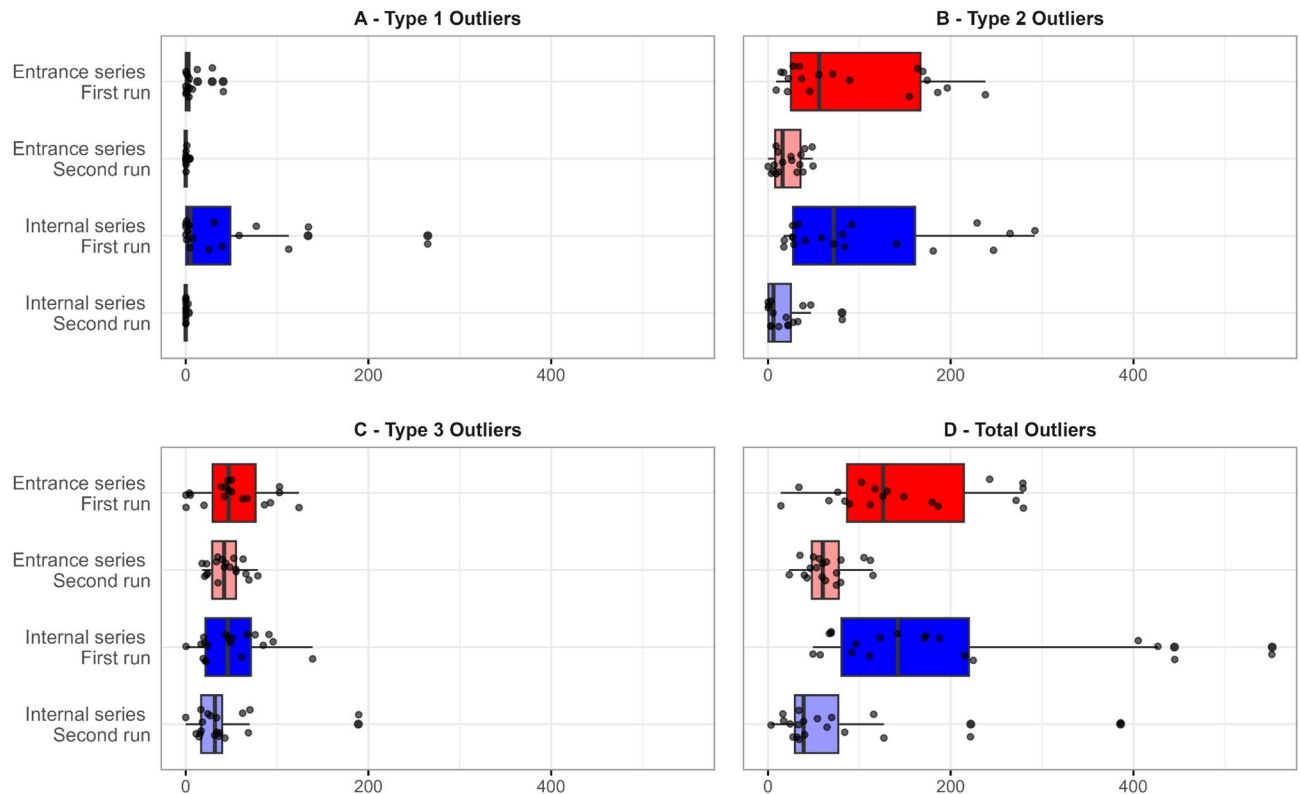 A - Type 1 Outliers
B - Type 2 Outliers
Entrance series
First run
Entrance series
Second run
Internal series
First run
Internal series
Second run
0 200 400
0 200 400
C - Type 3 Outliers
D - Total Outliers
Entrance series
First run
Entrance series
Second run
Internal series
First run
Internal series
Second run
0 200 400
0 200 400